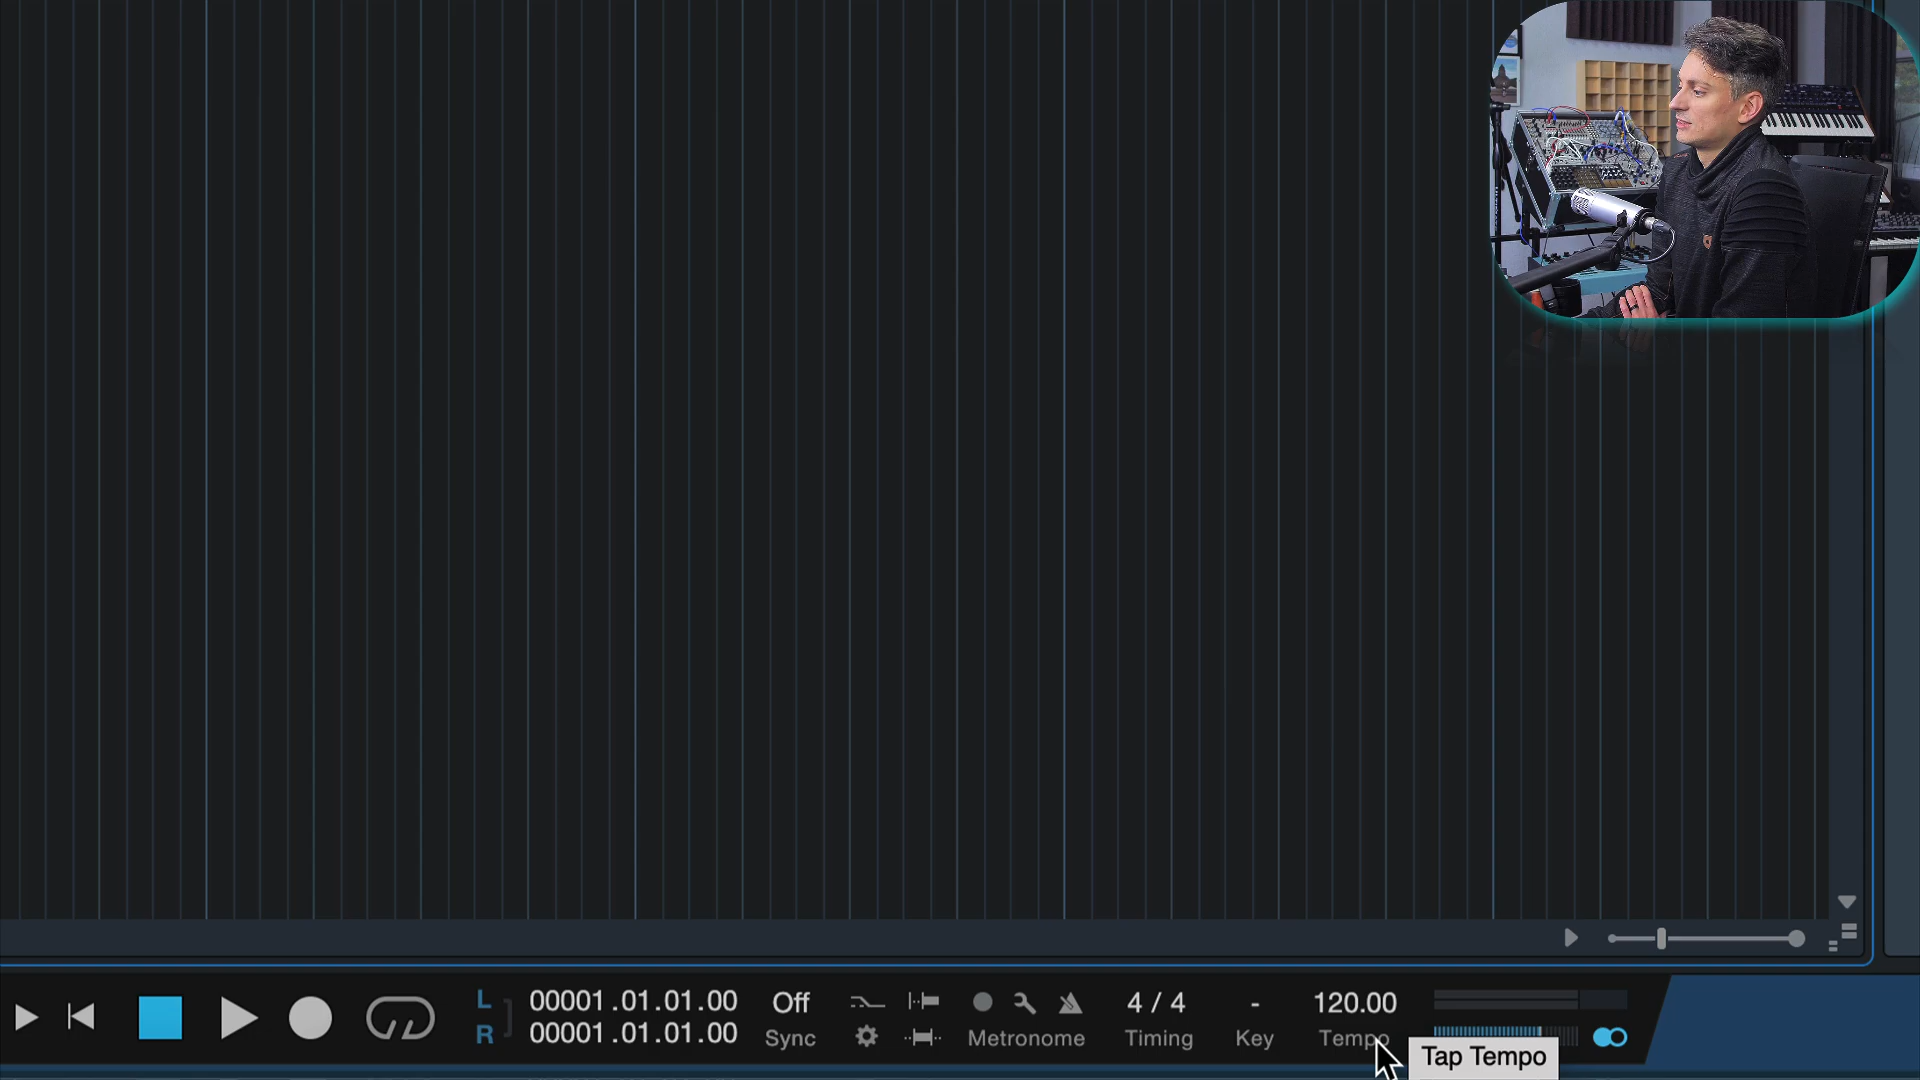 L 00001.01.01.00 Off 4 / 4 - 120.00
R 00001.01.01.00 Sync Metronome Timing Key Tempo
Tap Tempo